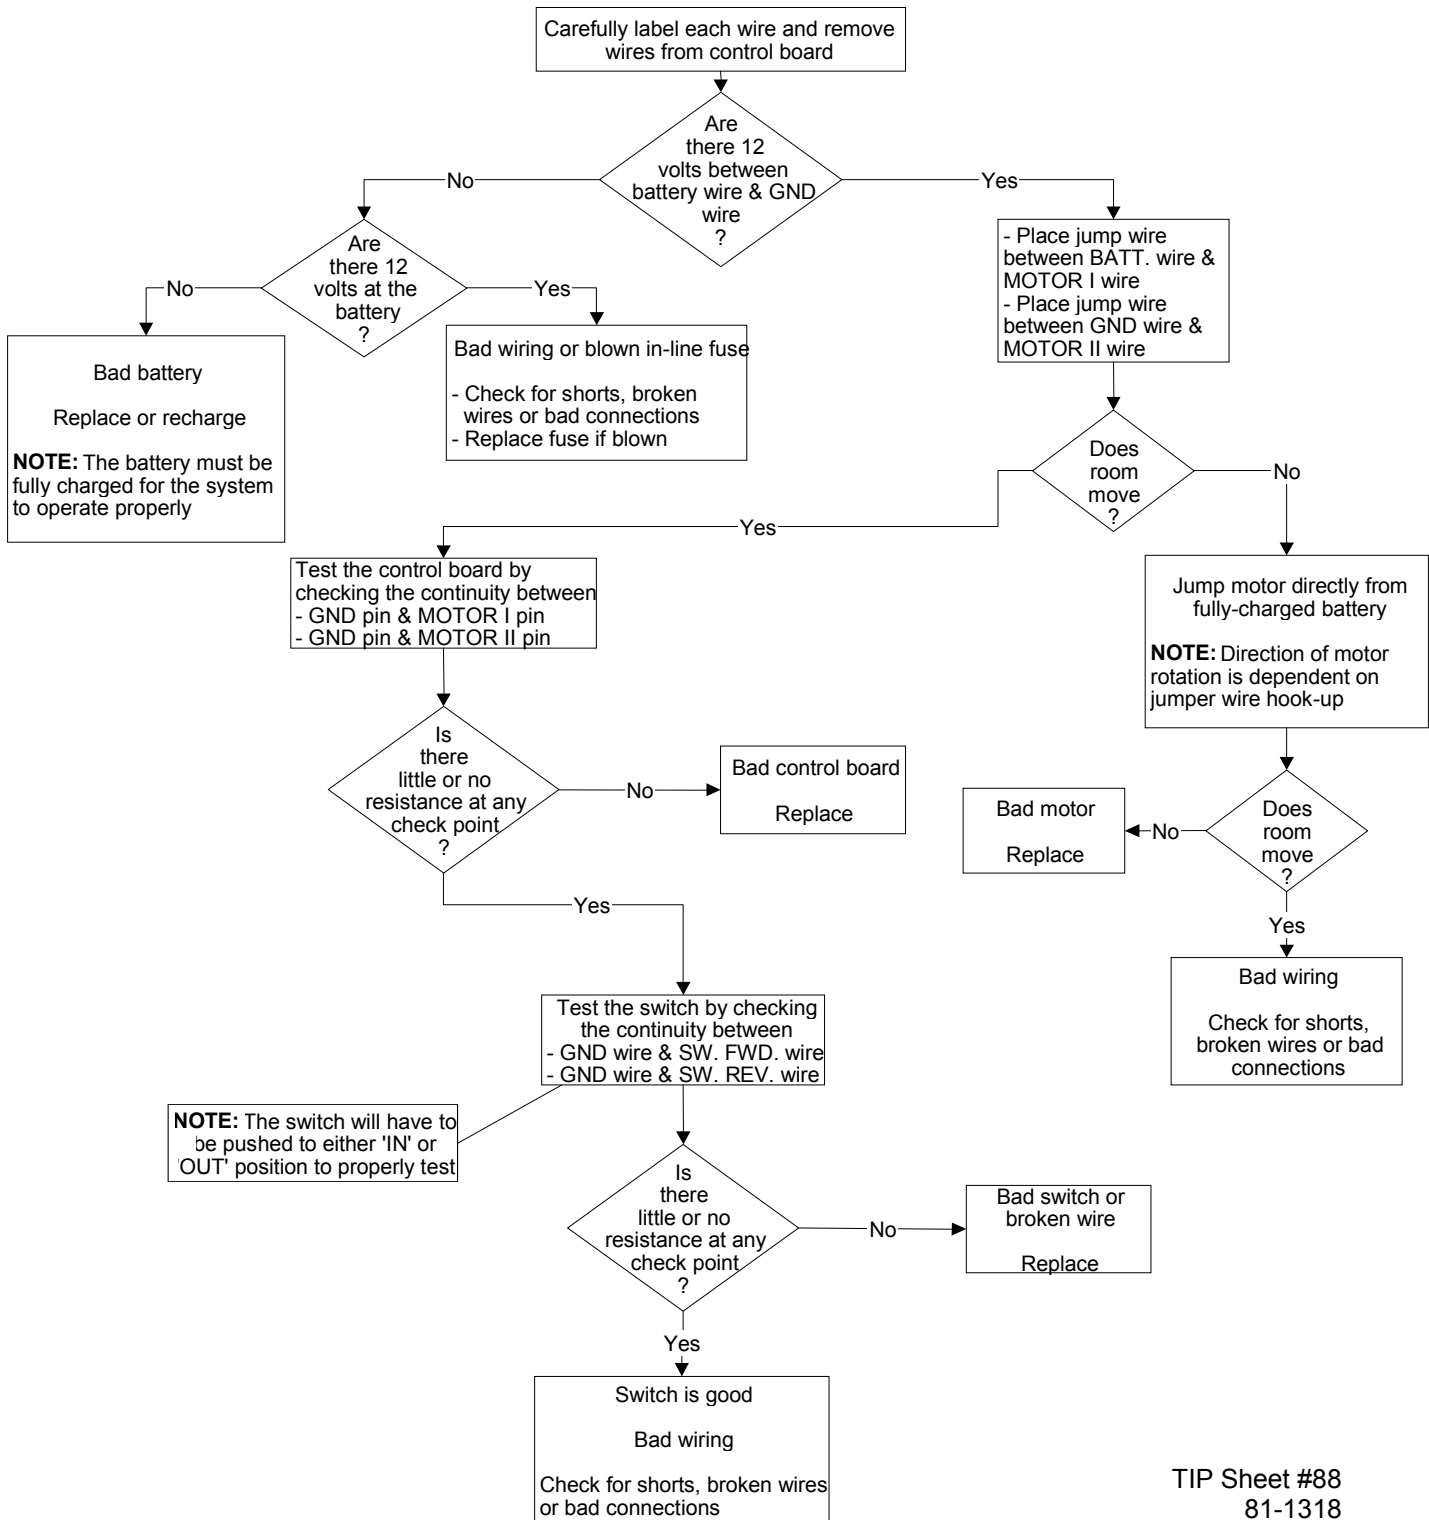 Carefully label each wire and remove
wires from control board
Are
there 12
volts between
battery wire & GND
wire
?
No
Yes
Are
there 12
volts at the
battery
?
No
Yes
- Place jump wire
between BATT. wire &
MOTOR I wire
- Place jump wire
between GND wire &
MOTOR II wire
Bad battery
Replace or recharge
NOTE: The battery must be
fully charged for the system
to operate properly
Bad wiring or blown in-line fuse
- Check for shorts, broken
wires or bad connections
- Replace fuse if blown
Does
room
move
?
No
Yes
Test the control board by
checking the continuity between
- GND pin & MOTOR I pin
- GND pin & MOTOR II pin
Jump motor directly from
fully-charged battery
NOTE: Direction of motor
rotation is dependent on
jumper wire hook-up
Is
there
little or no
resistance at any
check point
?
No
Bad control board
Replace
Bad motor
Replace
No
Does
room
move
?
Yes
Yes
Bad wiring
Check for shorts,
broken wires or bad
connections
Test the switch by checking
the continuity between
- GND wire & SW. FWD. wire
- GND wire & SW. REV. wire
NOTE: The switch will have to
be pushed to either 'IN' or
'OUT' position to properly test
Is
there
little or no
resistance at any
check point
?
No
Bad switch or
broken wire
Replace
Yes
Switch is good
Bad wiring
Check for shorts, broken wires
or bad connections
TIP Sheet #88
81-1318